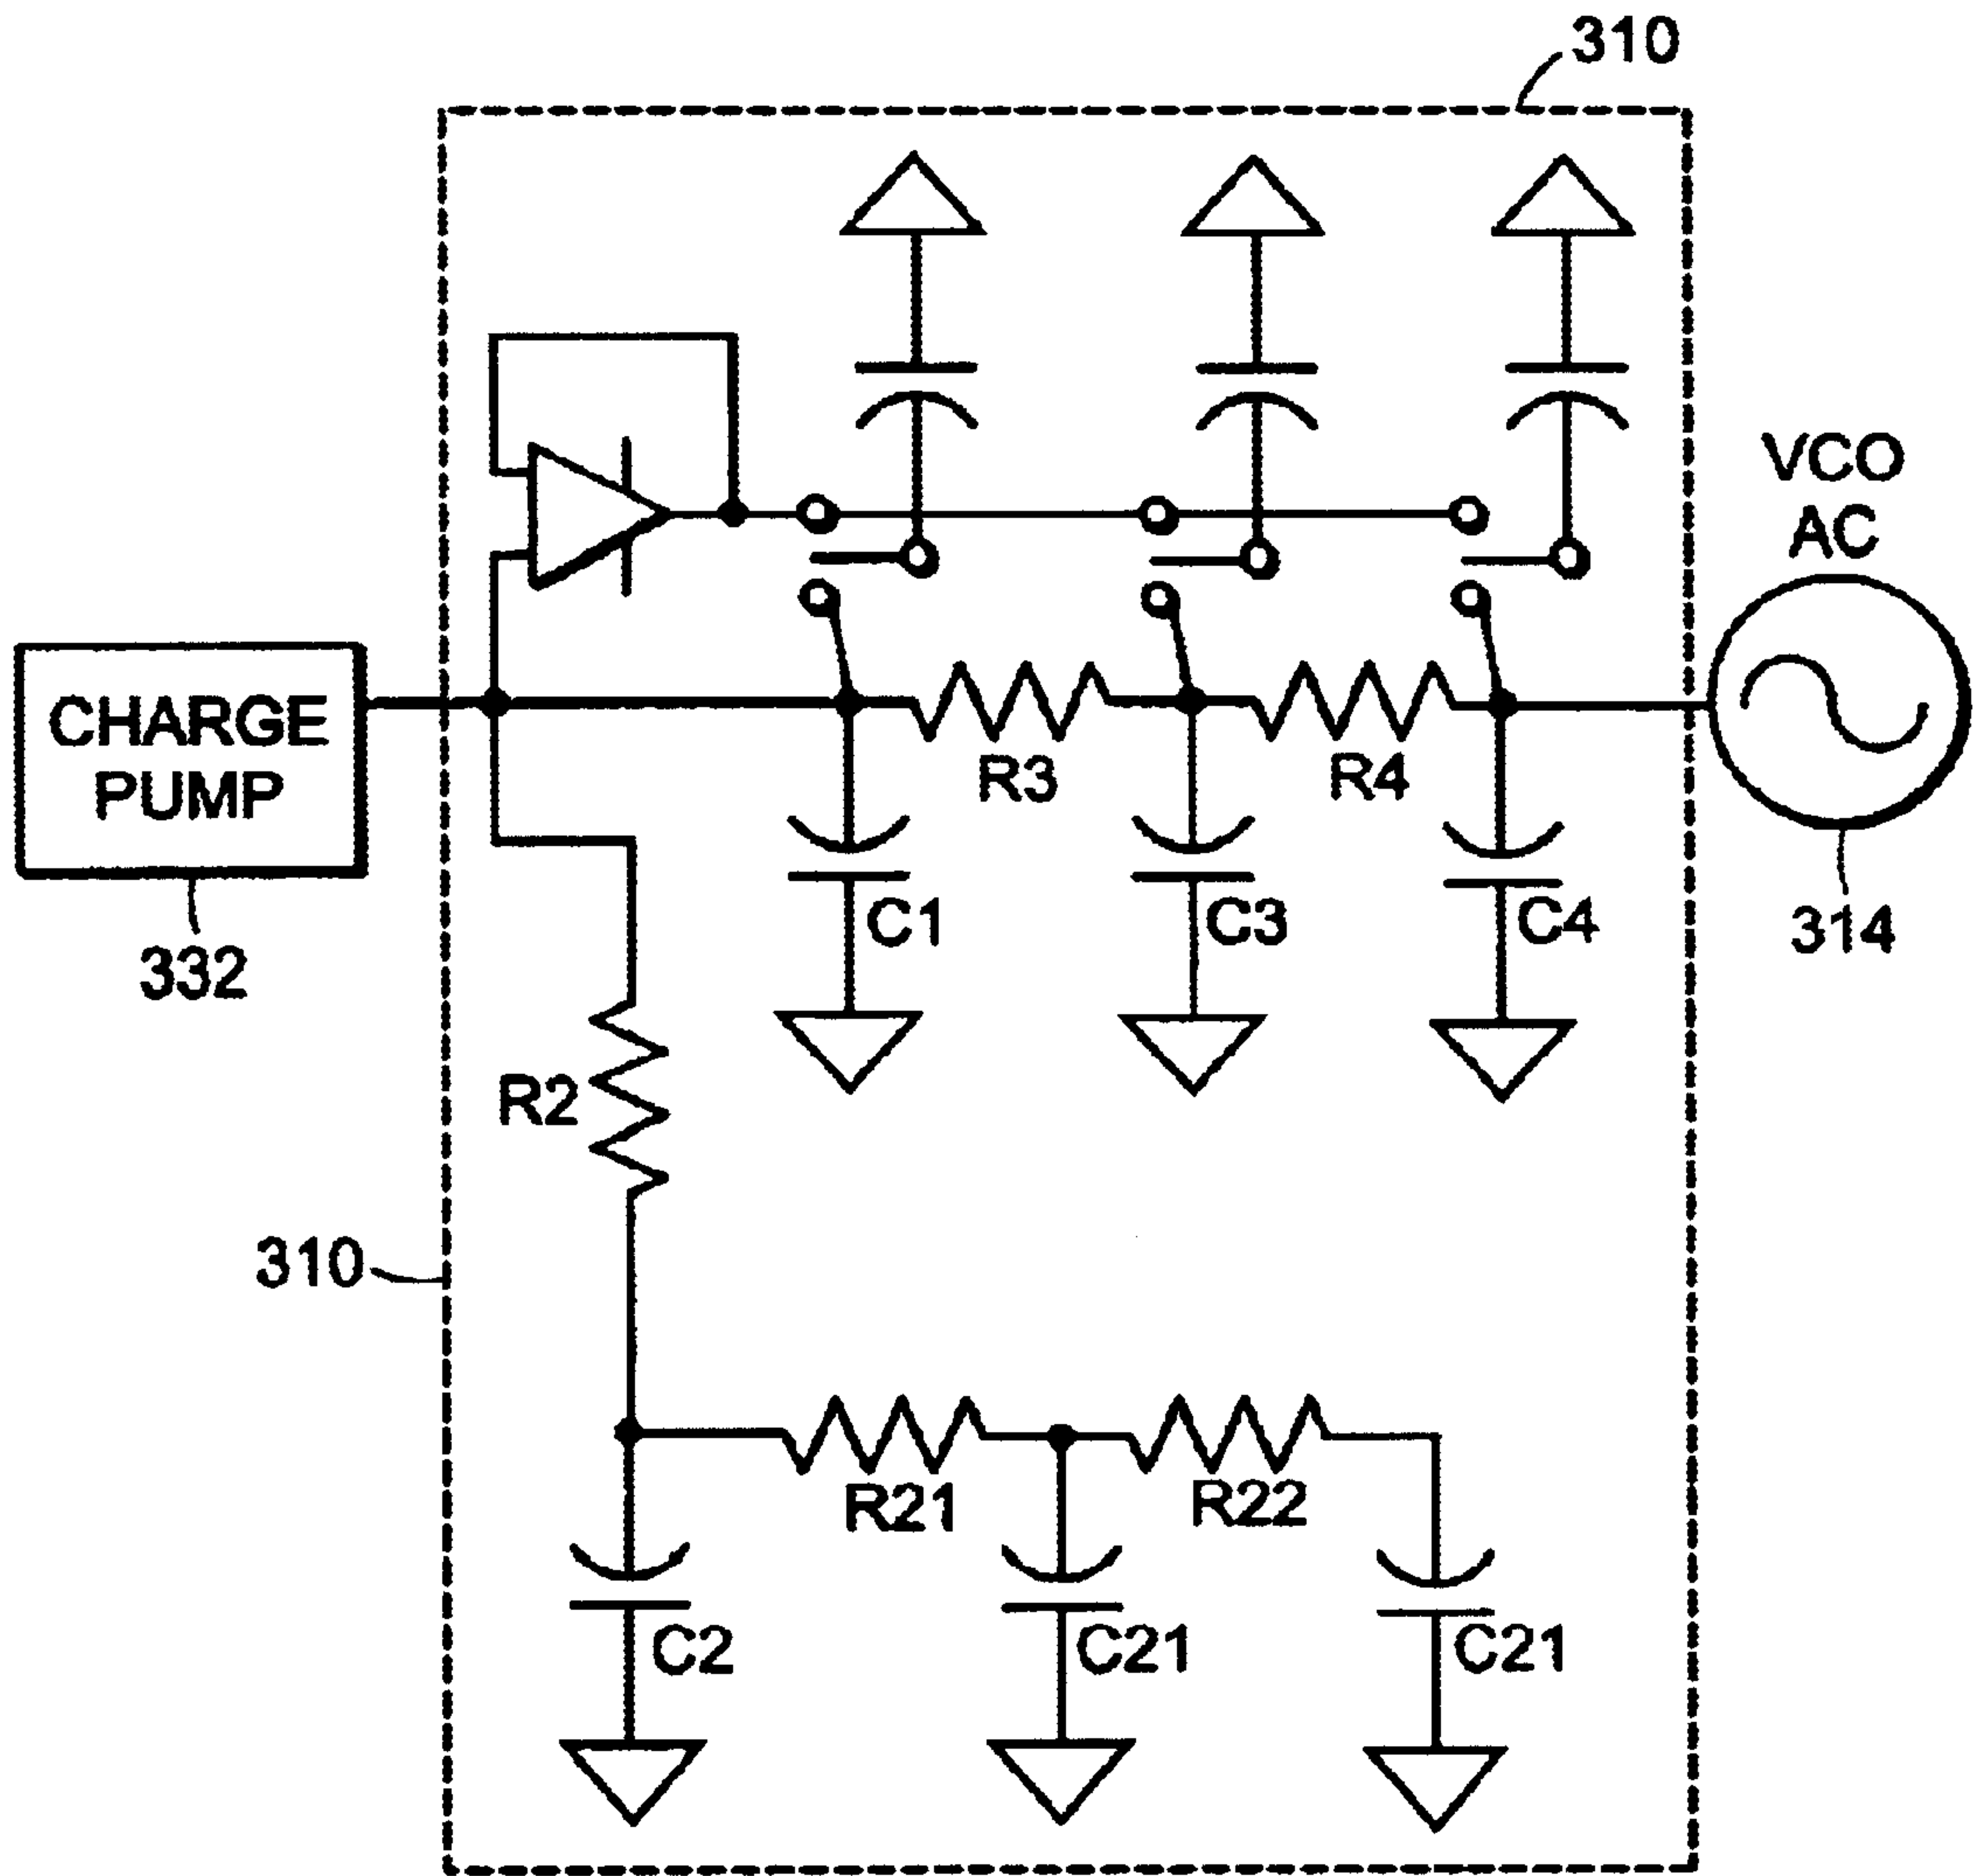 310
VCO
AC
CHARGE
PUMP
R3
R4
C1
C3
C4
314
332
R2
310
R21
R22
C2
C21
C21